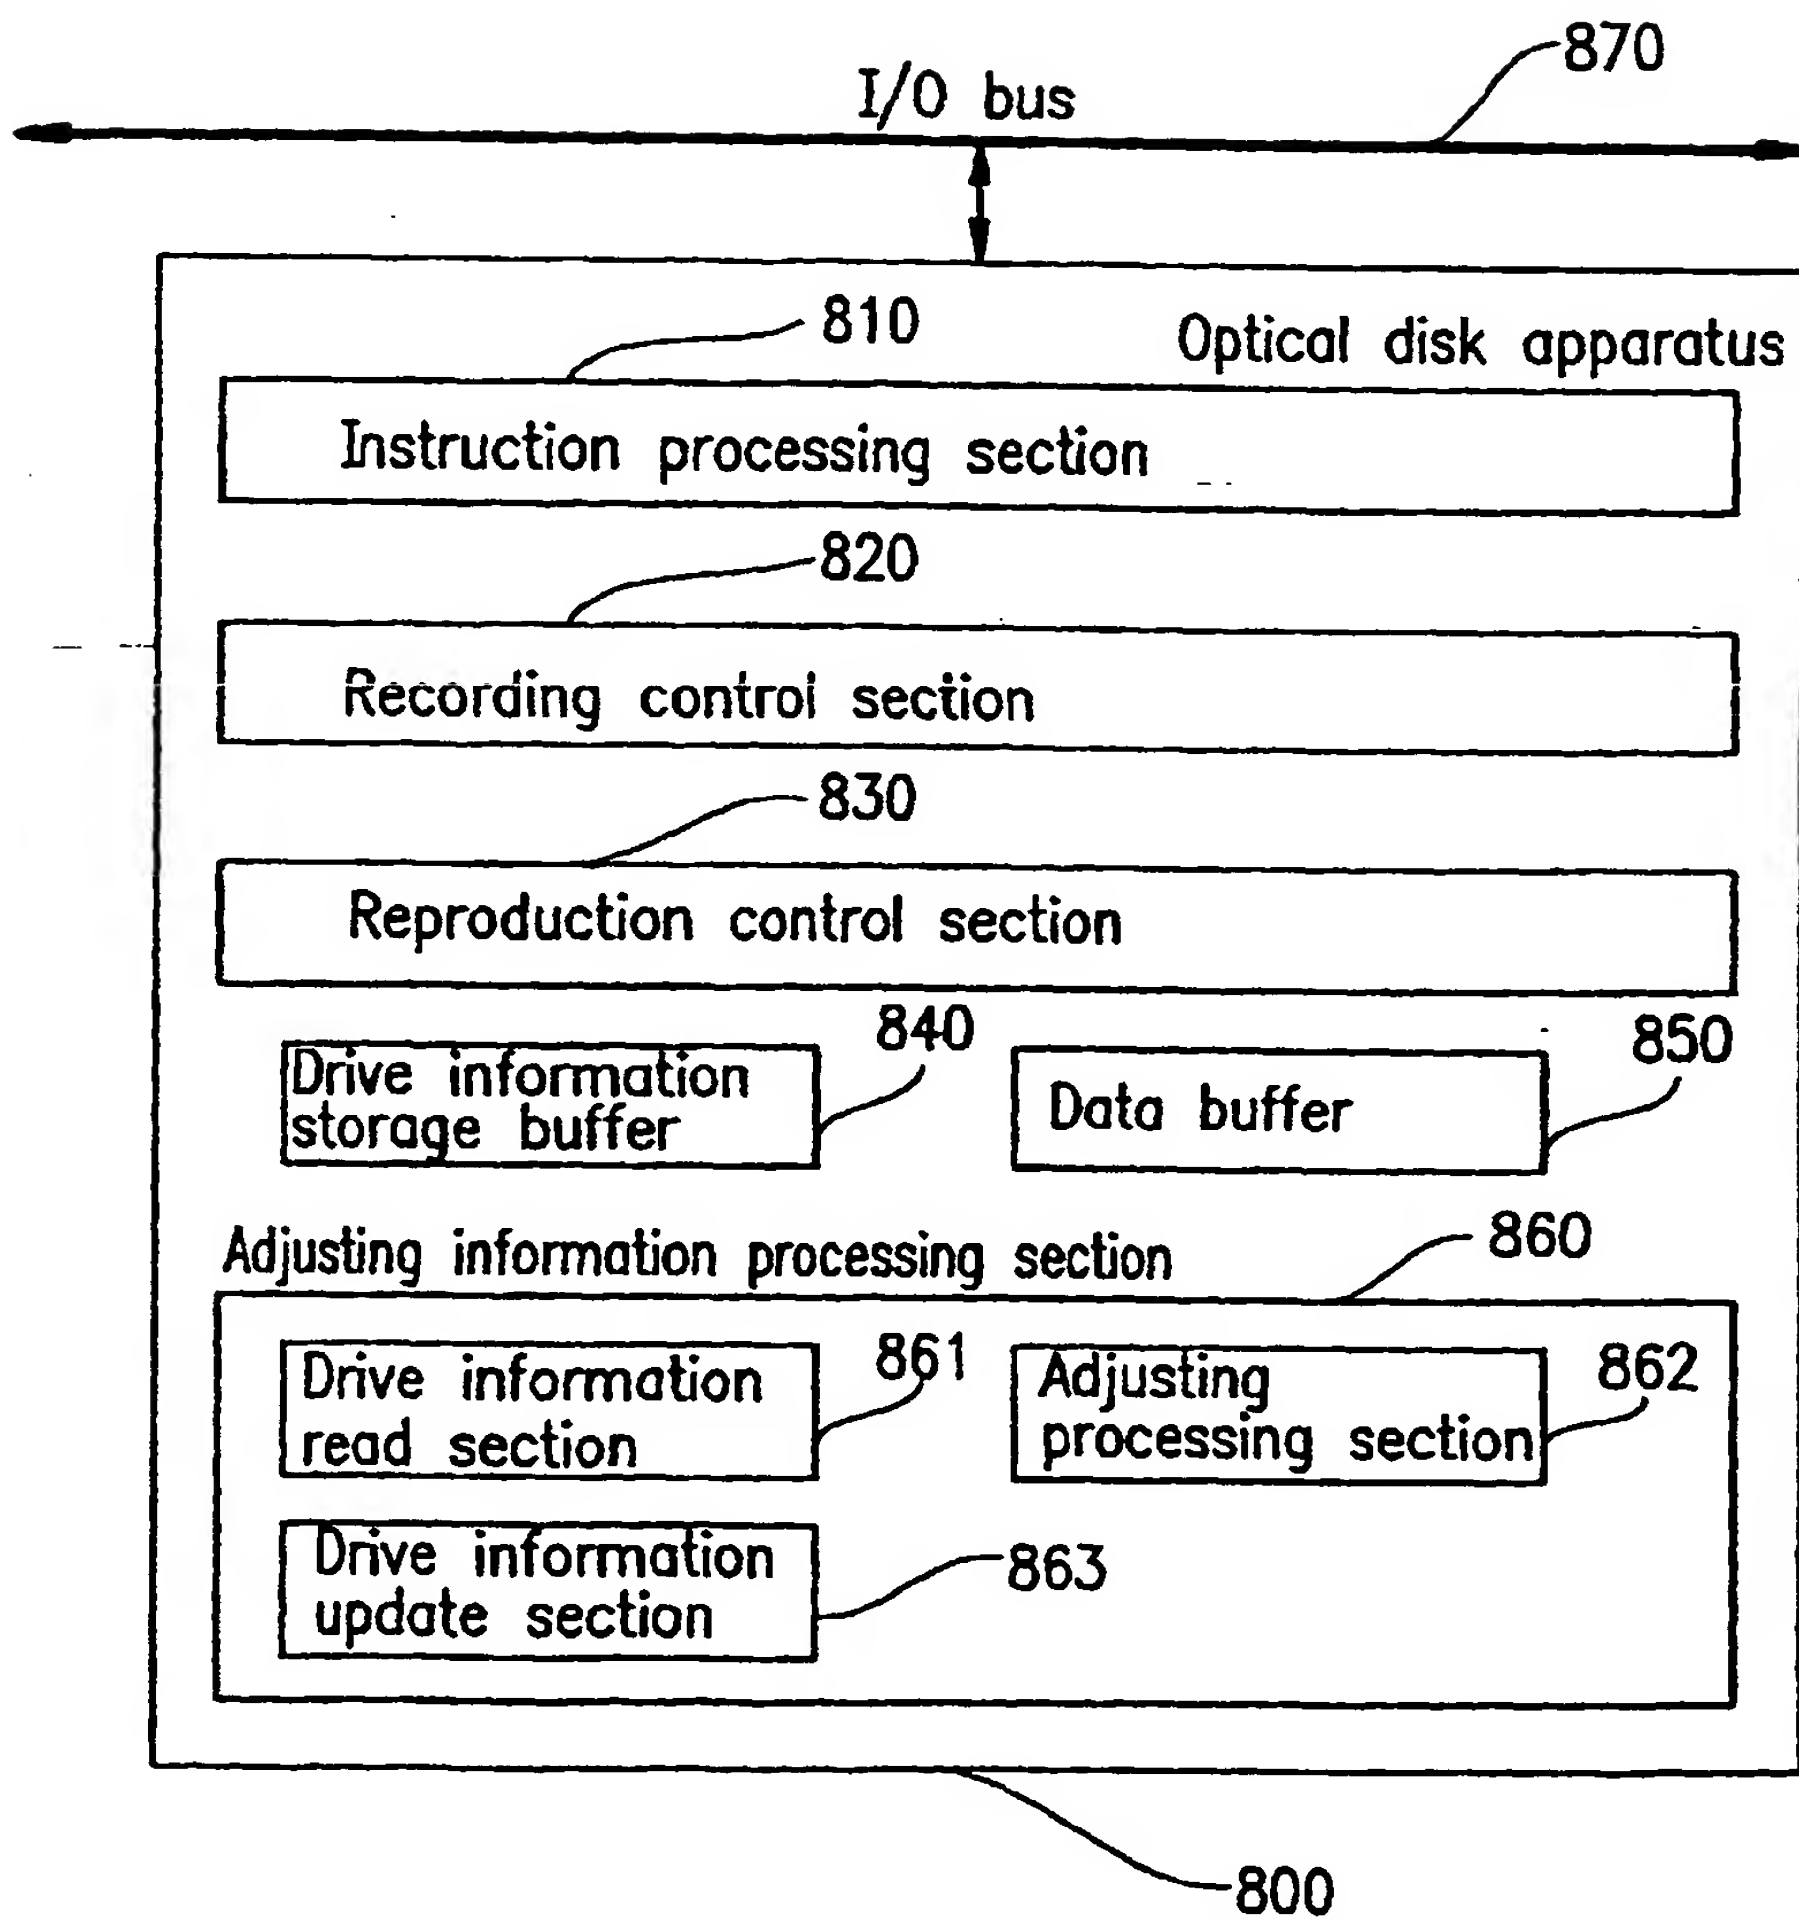 870
I/O bus
810
Optical disk apparatus
Instruction processing section
820
Recording control section
830
Reproduction control section
840
850
Drive information
storage buffer
Data buffer
860
Adjusting information processing section
861
862
Drive information
read section
Adjusting
processing section
Drive information
update section
863
800